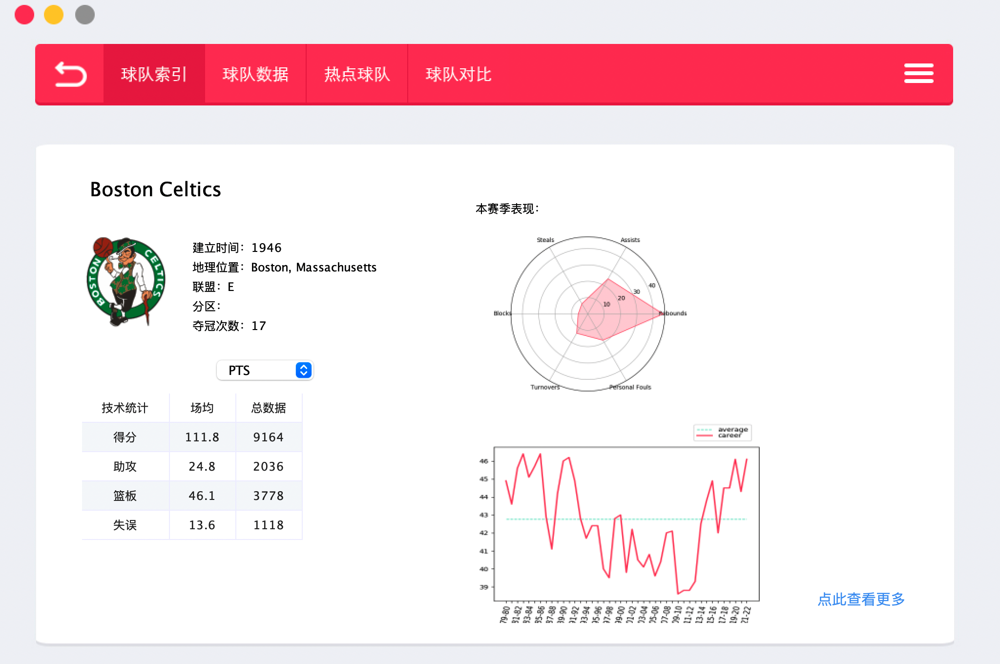 球队索引 球队数据 热点球队 球队对比
Boston Celtics
本赛季表现：
BOSTON CELTICS
建立时间：1946
地理位置：Boston, Massachusetts
联盟：E
分区：
夺冠次数：17
Steals Assists
40
30
20
10
Blocks Rebounds
Turnovers Personal Fouls
PTS
技术统计 场均 总数据
得分 111.8 9164
助攻 24.8 2036
篮板 46.1 3778
失误 13.6 1118
average
career
46
45
44
43
42
41
40
39
79-80 81-82 83-84 85-86 87-88 89-90 91-92 93-94 95-96 97-98 99-00 01-02 03-04 05-06 07-08 09-10 11-12 13-14 15-16 17-18 19-20 21-22
点此查看更多